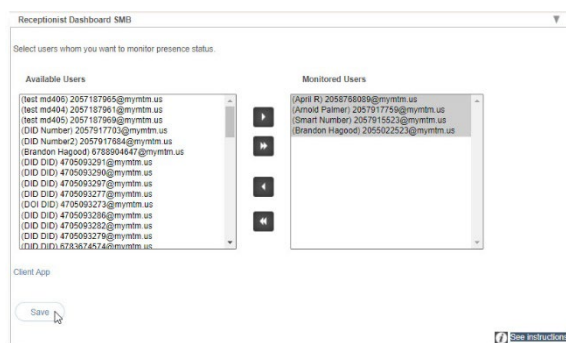 Receptionist Dashboard SMB
Select users whom you want to monitor presence status.
Available Users
(test md406) 2057187965@mymtm.us
(test md404) 2057187961@mymtm.us
(test md405) 2057187969@mymtm.us
(DID Number) 2057917703@mymtm.us
(DID Number2) 2057917684@mymtm.us
(Brandon Hagood) 6788904647@mymtm.us
(DID DID) 4705093291@mymtm.us
(DID DID) 4705093290@mymtm.us
(DID DID) 4705093297@mymtm.us
(DID DID) 4705093277@mymtm.us
(DOI DID) 4705093273@mymtm.us
(DID DID) 4705093286@mymtm.us
(DID DID) 4705093282@mymtm.us
(DID DID) 4705093279@mymtm.us
(DID DID) 6783674574@mymtm.us
Monitored Users
(April R) 2058768089@mymtm.us
(Arnold Palmer) 2057917759@mymtm.us
(Smart Number) 2057915523@mymtm.us
(Brandon Hagood) 2055022523@mymtm.us
Client App
Save
See instructions